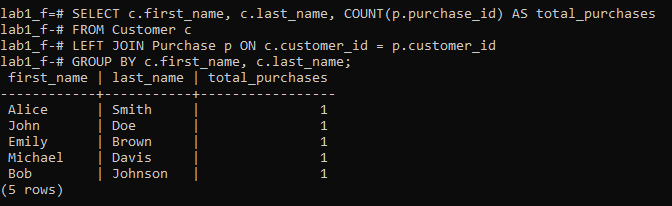 lab1_f=# SELECT c.first_name, c.last_name, COUNT(p.purchase_id) AS total_purchases
lab1_f-# FROM Customer c
lab1_f-# LEFT JOIN Purchase p ON c.customer_id = p.customer_id
lab1_f-# GROUP BY c.first_name, c.last_name;
 first_name | last_name | total_purchases
------------+-----------+-----------------
 Alice      | Smith     |               1
 John       | Doe       |               1
 Emily      | Brown     |               1
 Michael    | Davis     |               1
 Bob        | Johnson   |               1
(5 rows)